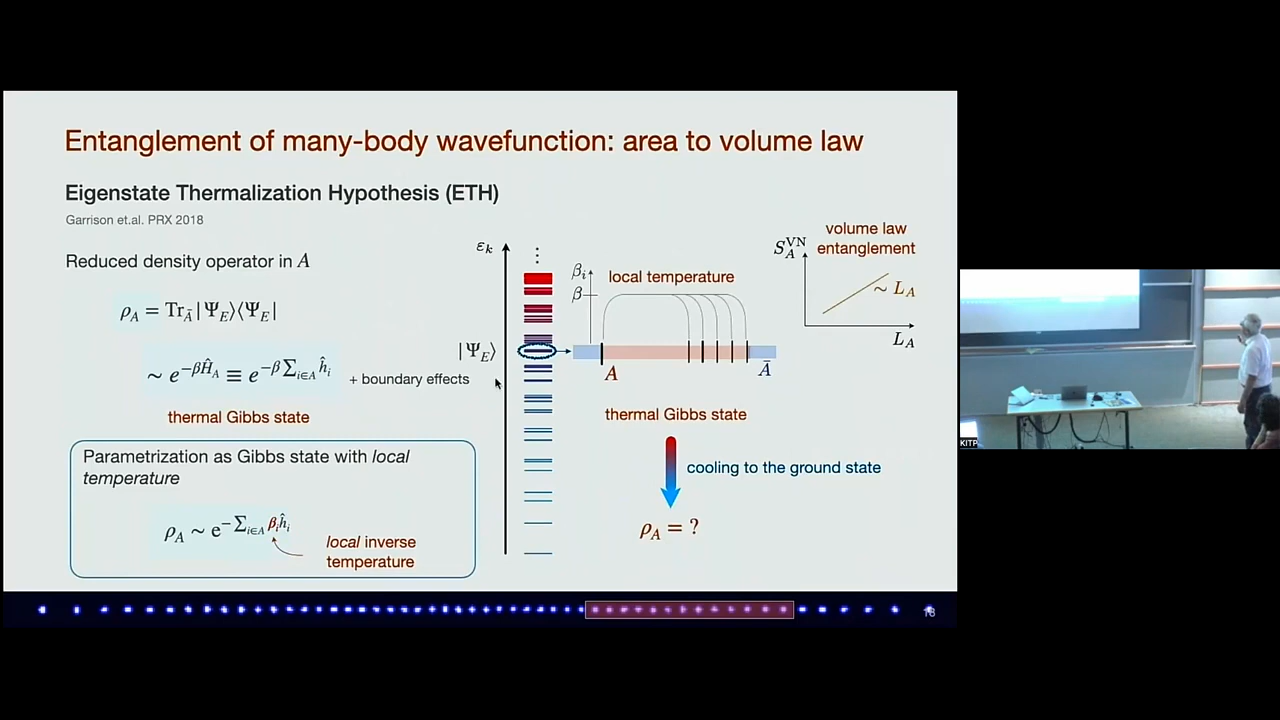 Entanglement of many-body wavefunction: area to volume law
Eigenstate Thermalization Hypothesis (ETH)
Garrison et.al. PRX 2018
Reduced density operator in A
ρ_A = Tr_Ā |Ψ_E⟩⟨Ψ_E|
~ e^{-βĤ_A} ≡ e^{-β∑_{i∈A} ĥ_i} + boundary effects
thermal Gibbs state
Parametrization as Gibbs state with local
temperature
ρ_A ~ e^{-∑_{i∈A} β_i ĥ_i}
local inverse
temperature
ε_k
|Ψ_E⟩
β_i
β
local temperature
A
Ā
thermal Gibbs state
cooling to the ground state
ρ_A = ?
volume law
entanglement
S_A^{VN}
~ L_A
L_A
18
KITP